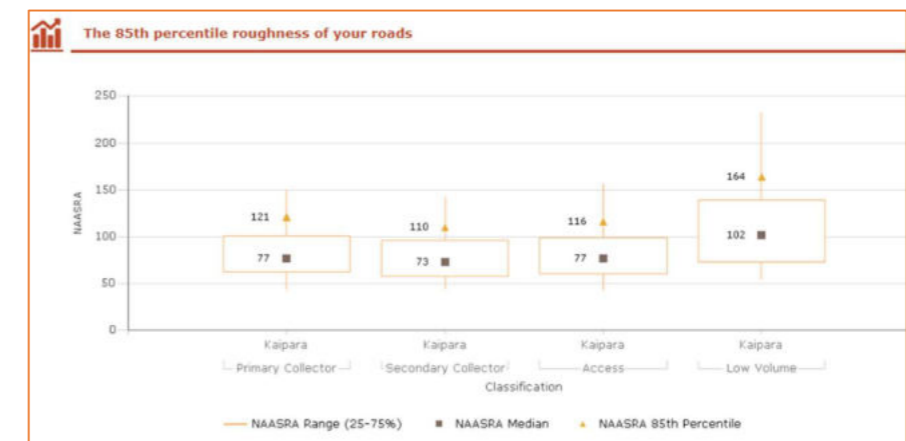 The 85th percentile roughness of your roads
250
200
150
100
50
0
NAASRA
121
77
110
73
116
77
164
102
Kaipara Kaipara Kaipara Kaipara
Primary Collector Secondary Collector Access Low Volume
Classification
NAASRA Range (25-75%) NAASRA Median NAASRA 85th Percentile